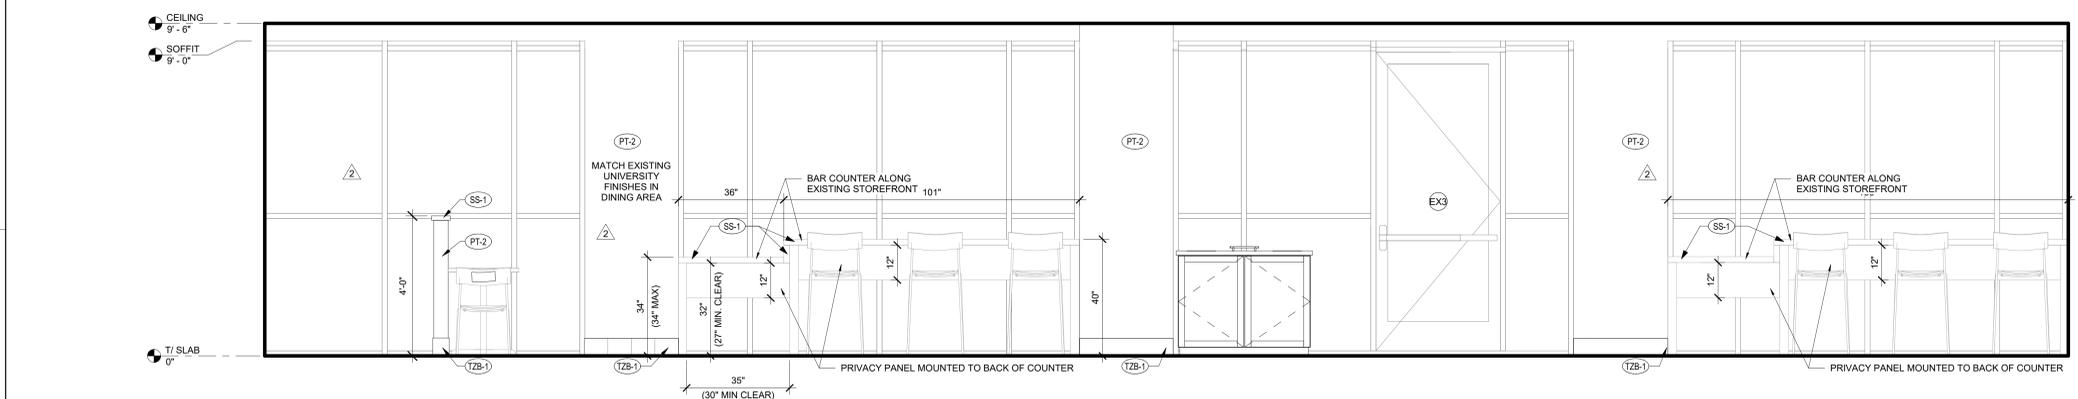 CEILING
9' - 6"
SOFFIT
9' - 0"
T/ SLAB
0"
2
4'-0"
SS-1
PT-2
TZB-1
PT-2
MATCH EXISTING
UNIVERSITY
FINISHES IN
DINING AREA
2
TZB-1
34"
(34" MAX)
32"
(27" MIN. CLEAR)
36"
101"
BAR COUNTER ALONG
EXISTING STOREFRONT
SS-1
12"
12"
40"
35"
(30" MIN CLEAR)
PRIVACY PANEL MOUNTED TO BACK OF COUNTER
PT-2
TZB-1
EX3
PT-2
2
TZB-1
BAR COUNTER ALONG
EXISTING STOREFRONT
SS-1
12"
12"
PRIVACY PANEL MOUNTED TO BACK OF COUNTER